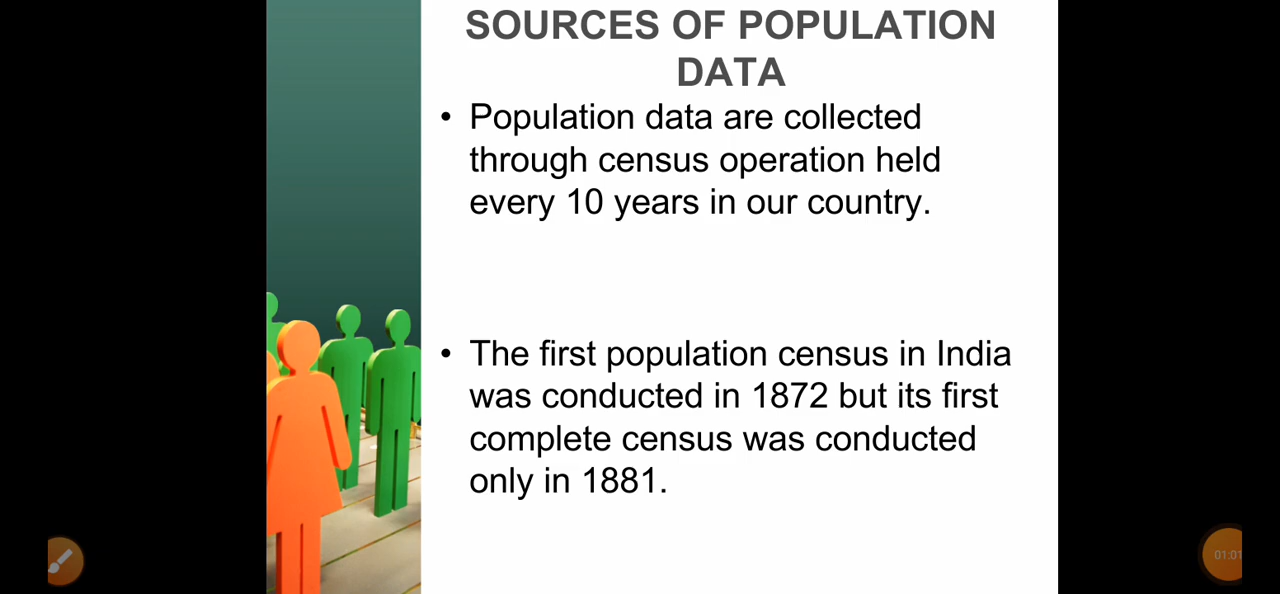 SOURCES OF POPULATION
DATA
• Population data are collected
through census operation held
every 10 years in our country.
• The first population census in India
was conducted in 1872 but its first
complete census was conducted
only in 1881.
01:01